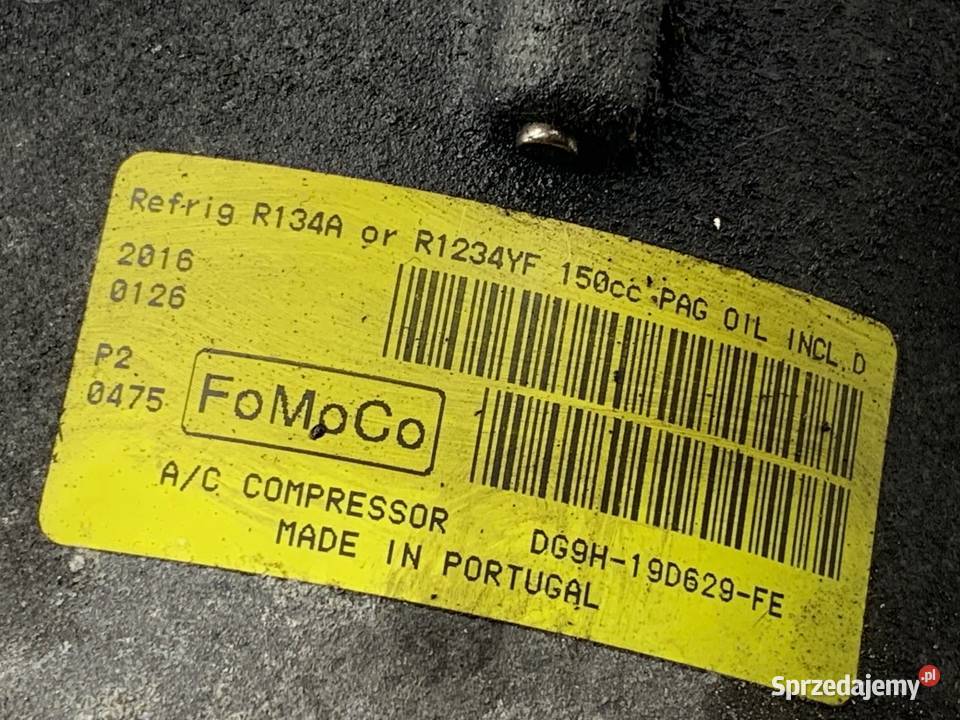 Refrig R134A or R1234YF 150cc PAG OIL INCL.D
2016
0126
P2
0475
FoMoCo
A/C COMPRESSOR
DG9H-19D629-FE
MADE IN PORTUGAL
Sprzedajemy.pl